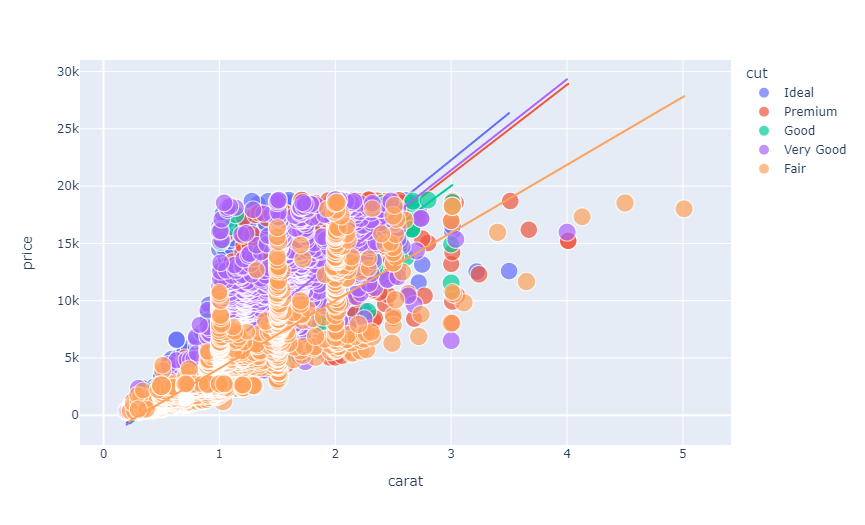 cut
Ideal
Premium
Good
Very Good
Fair
30k
25k
20k
15k
10k
5k
0
price
0 1 2 3 4 5
carat